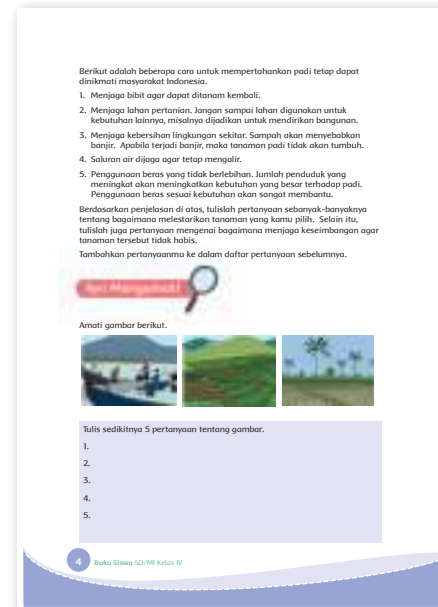 Berikut adalah beberapa cara untuk mempertahankan padi tetap dapat
dinikmati masyarakat Indonesia.
1. Menjaga bibit agar dapat ditanam kembali.
2. Menjaga lahan pertanian. Jangan sampai lahan digunakan untuk
kebutuhan lainnya, misalnya dijadikan untuk mendirikan bangunan.
3. Menjaga kebersihan lingkungan sekitar. Sampah akan menyebabkan
banjir. Apabila terjadi banjir, maka tanaman padi tidak akan tumbuh.
4. Saluran air dijaga agar tetap mengalir.
5. Penggunaan beras yang tidak berlebihan. Jumlah penduduk yang
meningkat akan meningkatkan kebutuhan yang besar terhadap padi.
Penggunaan beras sesuai kebutuhan akan sangat membantu.
Berdasarkan penjelasan di atas, tulislah pertanyaan sebanyak-banyaknya
tentang bagaimana melestarikan tanaman yang kamu pilih. Selain itu,
tulislah juga pertanyaan mengenai bagaimana menjaga keseimbangan agar
tanaman tersebut tidak habis.
Tambahkan pertanyaanmu ke dalam daftar pertanyaan sebelumnya.
Ayo Mengamati
Amati gambar berikut.
Tulis sedikitnya 5 pertanyaan tentang gambar.
1.
2.
3.
4.
5.
4 Buku Siswa SD/MI Kelas IV